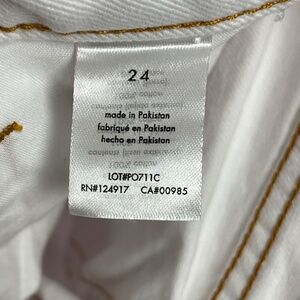 24
made in Pakistan
fabriqué en Pakistan
hecho en Pakistan
LOT#PO711C
RN#124917 CA#00985